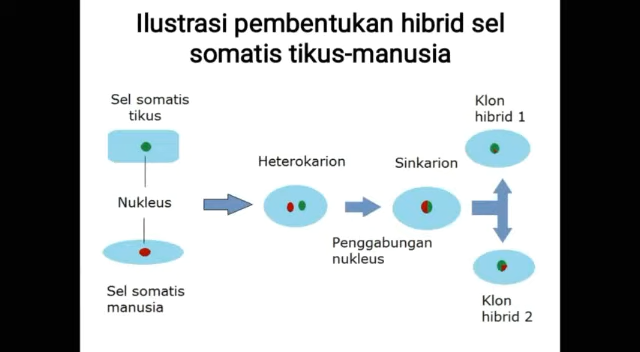 Ilustrasi pembentukan hibrid sel
somatis tikus-manusia
Sel somatis
tikus
Nukleus
Sel somatis
manusia
Heterokarion
Penggabungan
nukleus
Sinkarion
Klon
hibrid 1
Klon
hibrid 2